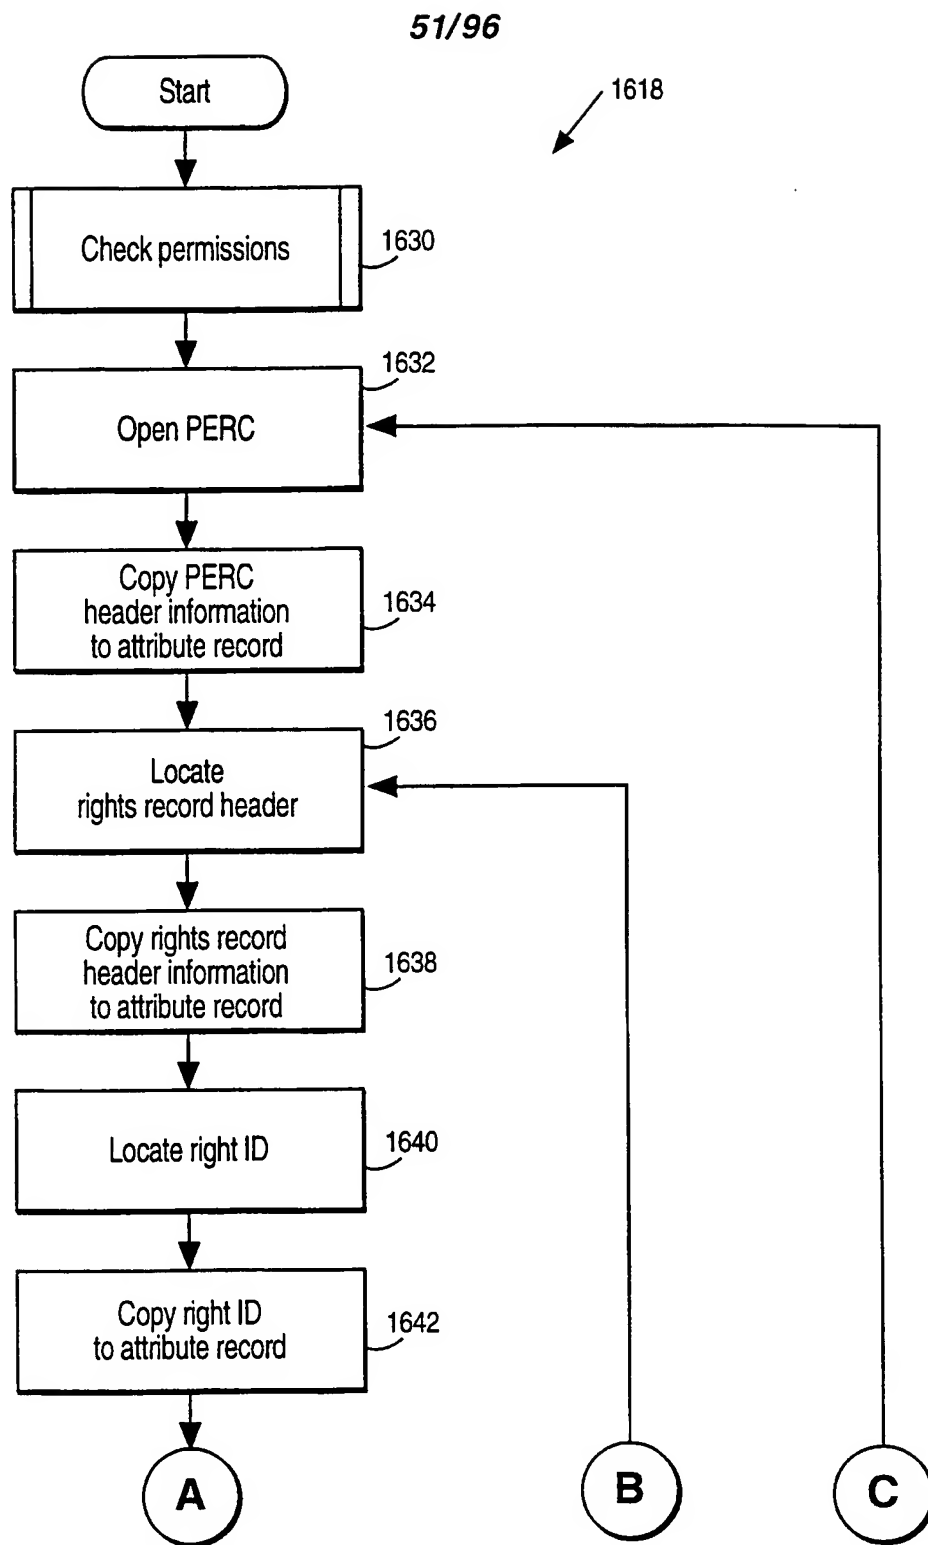 51/96
Start
1618
Check permissions
1630
1632
Open PERC
Copy PERC
header information
to attribute record
1634
1636
Locate
rights record header
Copy rights record
header information
to attribute record
1638
Locate right ID
1640
Copy right ID
to attribute record
1642
A
B
C